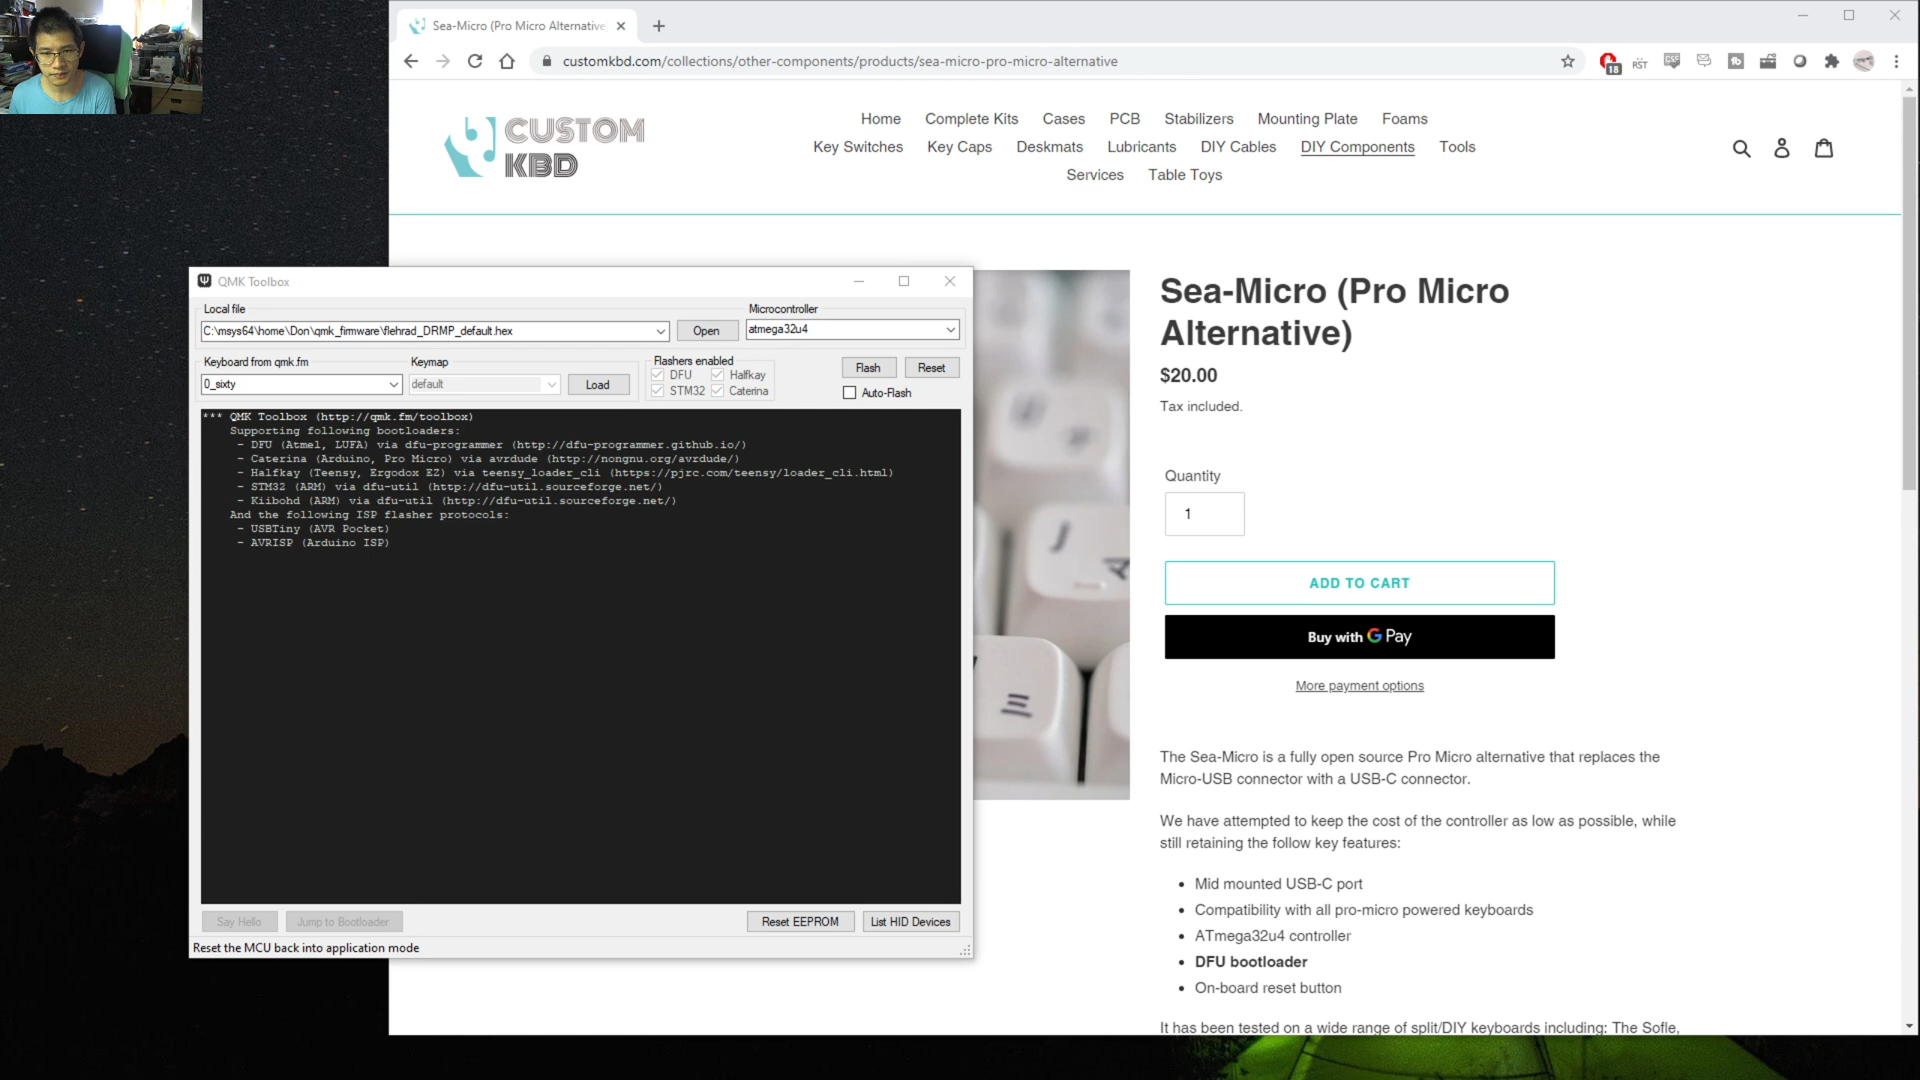 Sea-Micro (Pro Micro Alternative
customkbd.com/collections/other-components/products/sea-micro-pro-micro-alternative
18
RST
CUSTOM
KBD
Home Complete Kits Cases PCB Stabilizers Mounting Plate Foams
Key Switches Key Caps Deskmats Lubricants DIY Cables DIY Components Tools
Services Table Toys
QMK Toolbox
Local file
Microcontroller
C:\msys64\home\Don\qmk_firmware\flehrad_DRMP_default.hex
Open
atmega32u4
Keyboard from qmk.fm
Keymap
Flashers enabled
0_sixty
default
Load
DFU
Halfkay
STM32
Caterina
Flash
Reset
Auto-Flash
*** QMK Toolbox (http://qmk.fm/toolbox)
Supporting following bootloaders:
- DFU (Atmel, LUFA) via dfu-programmer (http://dfu-programmer.github.io/)
- Caterina (Arduino, Pro Micro) via avrdude (http://nongnu.org/avrdude/)
- Halfkay (Teensy, Ergodox EZ) via teensy_loader_cli (https://pjrc.com/teensy/loader_cli.html)
- STM32 (ARM) via dfu-util (http://dfu-util.sourceforge.net/)
- Kiibohd (ARM) via dfu-util (http://dfu-util.sourceforge.net/)
And the following ISP flasher protocols:
- USBTiny (AVR Pocket)
- AVRISP (Arduino ISP)
Say Hello
Jump to Bootloader
Reset EEPROM
List HID Devices
Reset the MCU back into application mode
Sea-Micro (Pro Micro
Alternative)
$20.00
Tax included.
Quantity
1
ADD TO CART
Buy with G Pay
More payment options
The Sea-Micro is a fully open source Pro Micro alternative that replaces the
Micro-USB connector with a USB-C connector.
We have attempted to keep the cost of the controller as low as possible, while
still retaining the follow key features:
• Mid mounted USB-C port
• Compatibility with all pro-micro powered keyboards
• ATmega32u4 controller
• DFU bootloader
• On-board reset button
It has been tested on a wide range of split/DIY keyboards including: The Sofle,